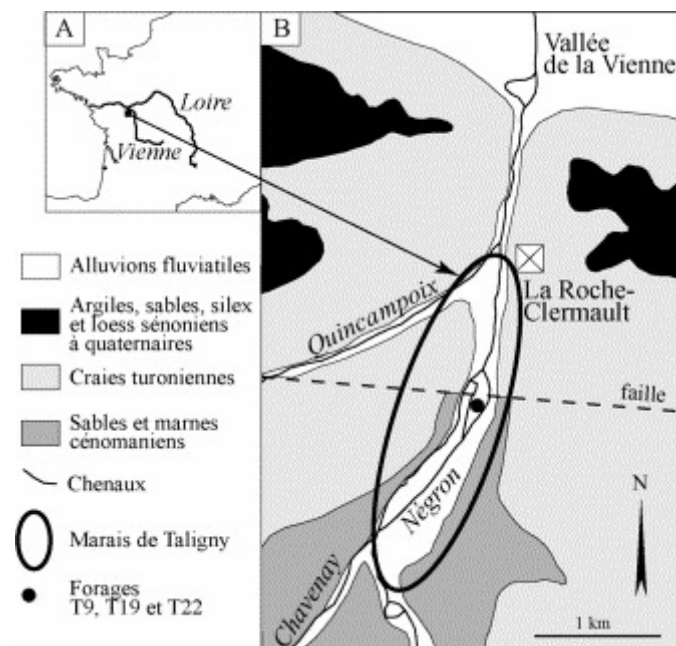 A
Loire
Vienne
Alluvions fluviatiles
Argiles, sables, silex
et loess sénoniens
à quaternaires
Craies turoniennes
Sables et marnes
cénomaniens
Chenaux
Marais de Taligny
Forages
T9, T19 et T22
B
Vallée
de la Vienne
La Roche-
Clermault
Quincampoix
faille
Négron
N
Chavenay
1 km